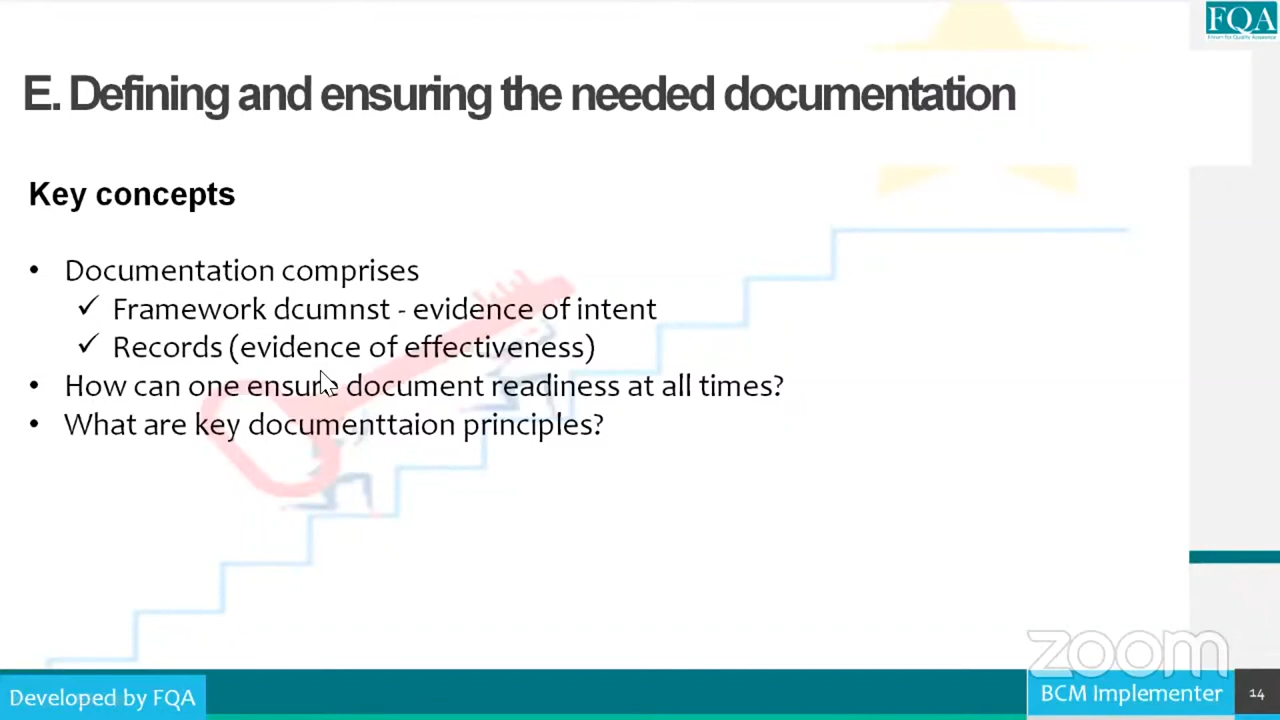 FQA
E. Defining and ensuring the needed documentation
Key concepts
• Documentation comprises
✓ Framework dcumnst - evidence of intent
✓ Records (evidence of effectiveness)
• How can one ensure document readiness at all times?
• What are key documenttaion principles?
zoom
Developed by FQA
BCM Implementer
14